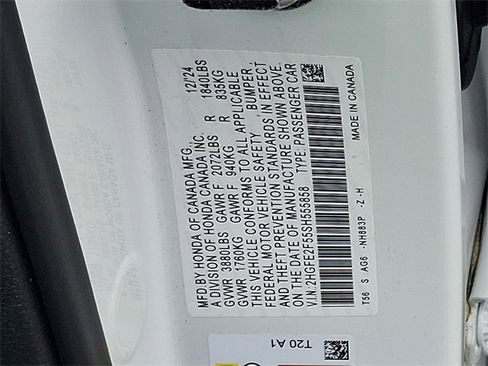 MFD.BY HONDA OF CANADA MFG., 12/'24
A DIVISION OF HONDA CANADA INC.
GVWR 3880LBS GAWR F 2072LBS R 1840LBS
GVWR 1760KG GAWR F 940KG R 835KG
THIS VEHICLE CONFORMS TO ALL APPLICABLE
FEDERAL MOTOR VEHICLE SAFETY , BUMPER ,
AND THEFT PREVENTION STANDARDS IN EFFECT
ON THE DATE OF MANUFACTURE SHOWN ABOVE.
V.I.N: 2HGFE2F55SH555858 TYPE: PASSENGER CAR
T56 S AG6 -NH883P -Z -H MADE IN CANADA
T20 A1